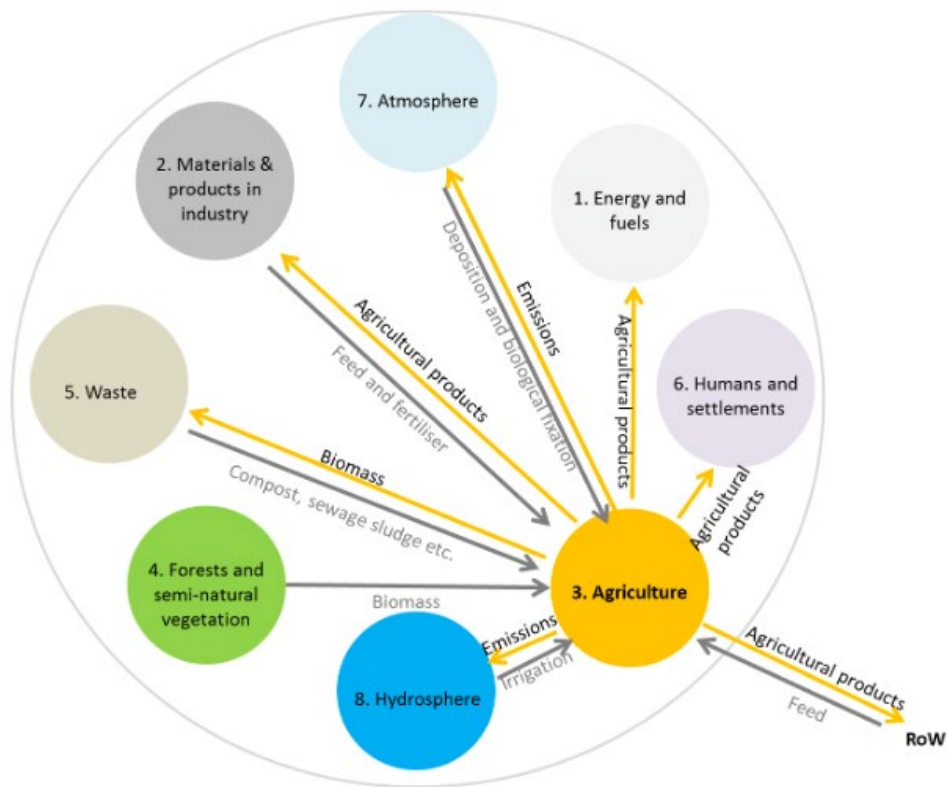 7. Atmosphere
2. Materials &
products in
industry
1. Energy and
fuels
Deposition and biological fixation
Emissions
Agricultural products
Feed and fertiliser
Agricultural products
6. Humans and
settlements
5. Waste
Biomass
Compost, sewage sludge etc.
Agricultural
products
4. Forests and
semi-natural
vegetation
Biomass
3. Agriculture
Emissions
Irrigation
8. Hydrosphere
Agricultural products
Feed
RoW